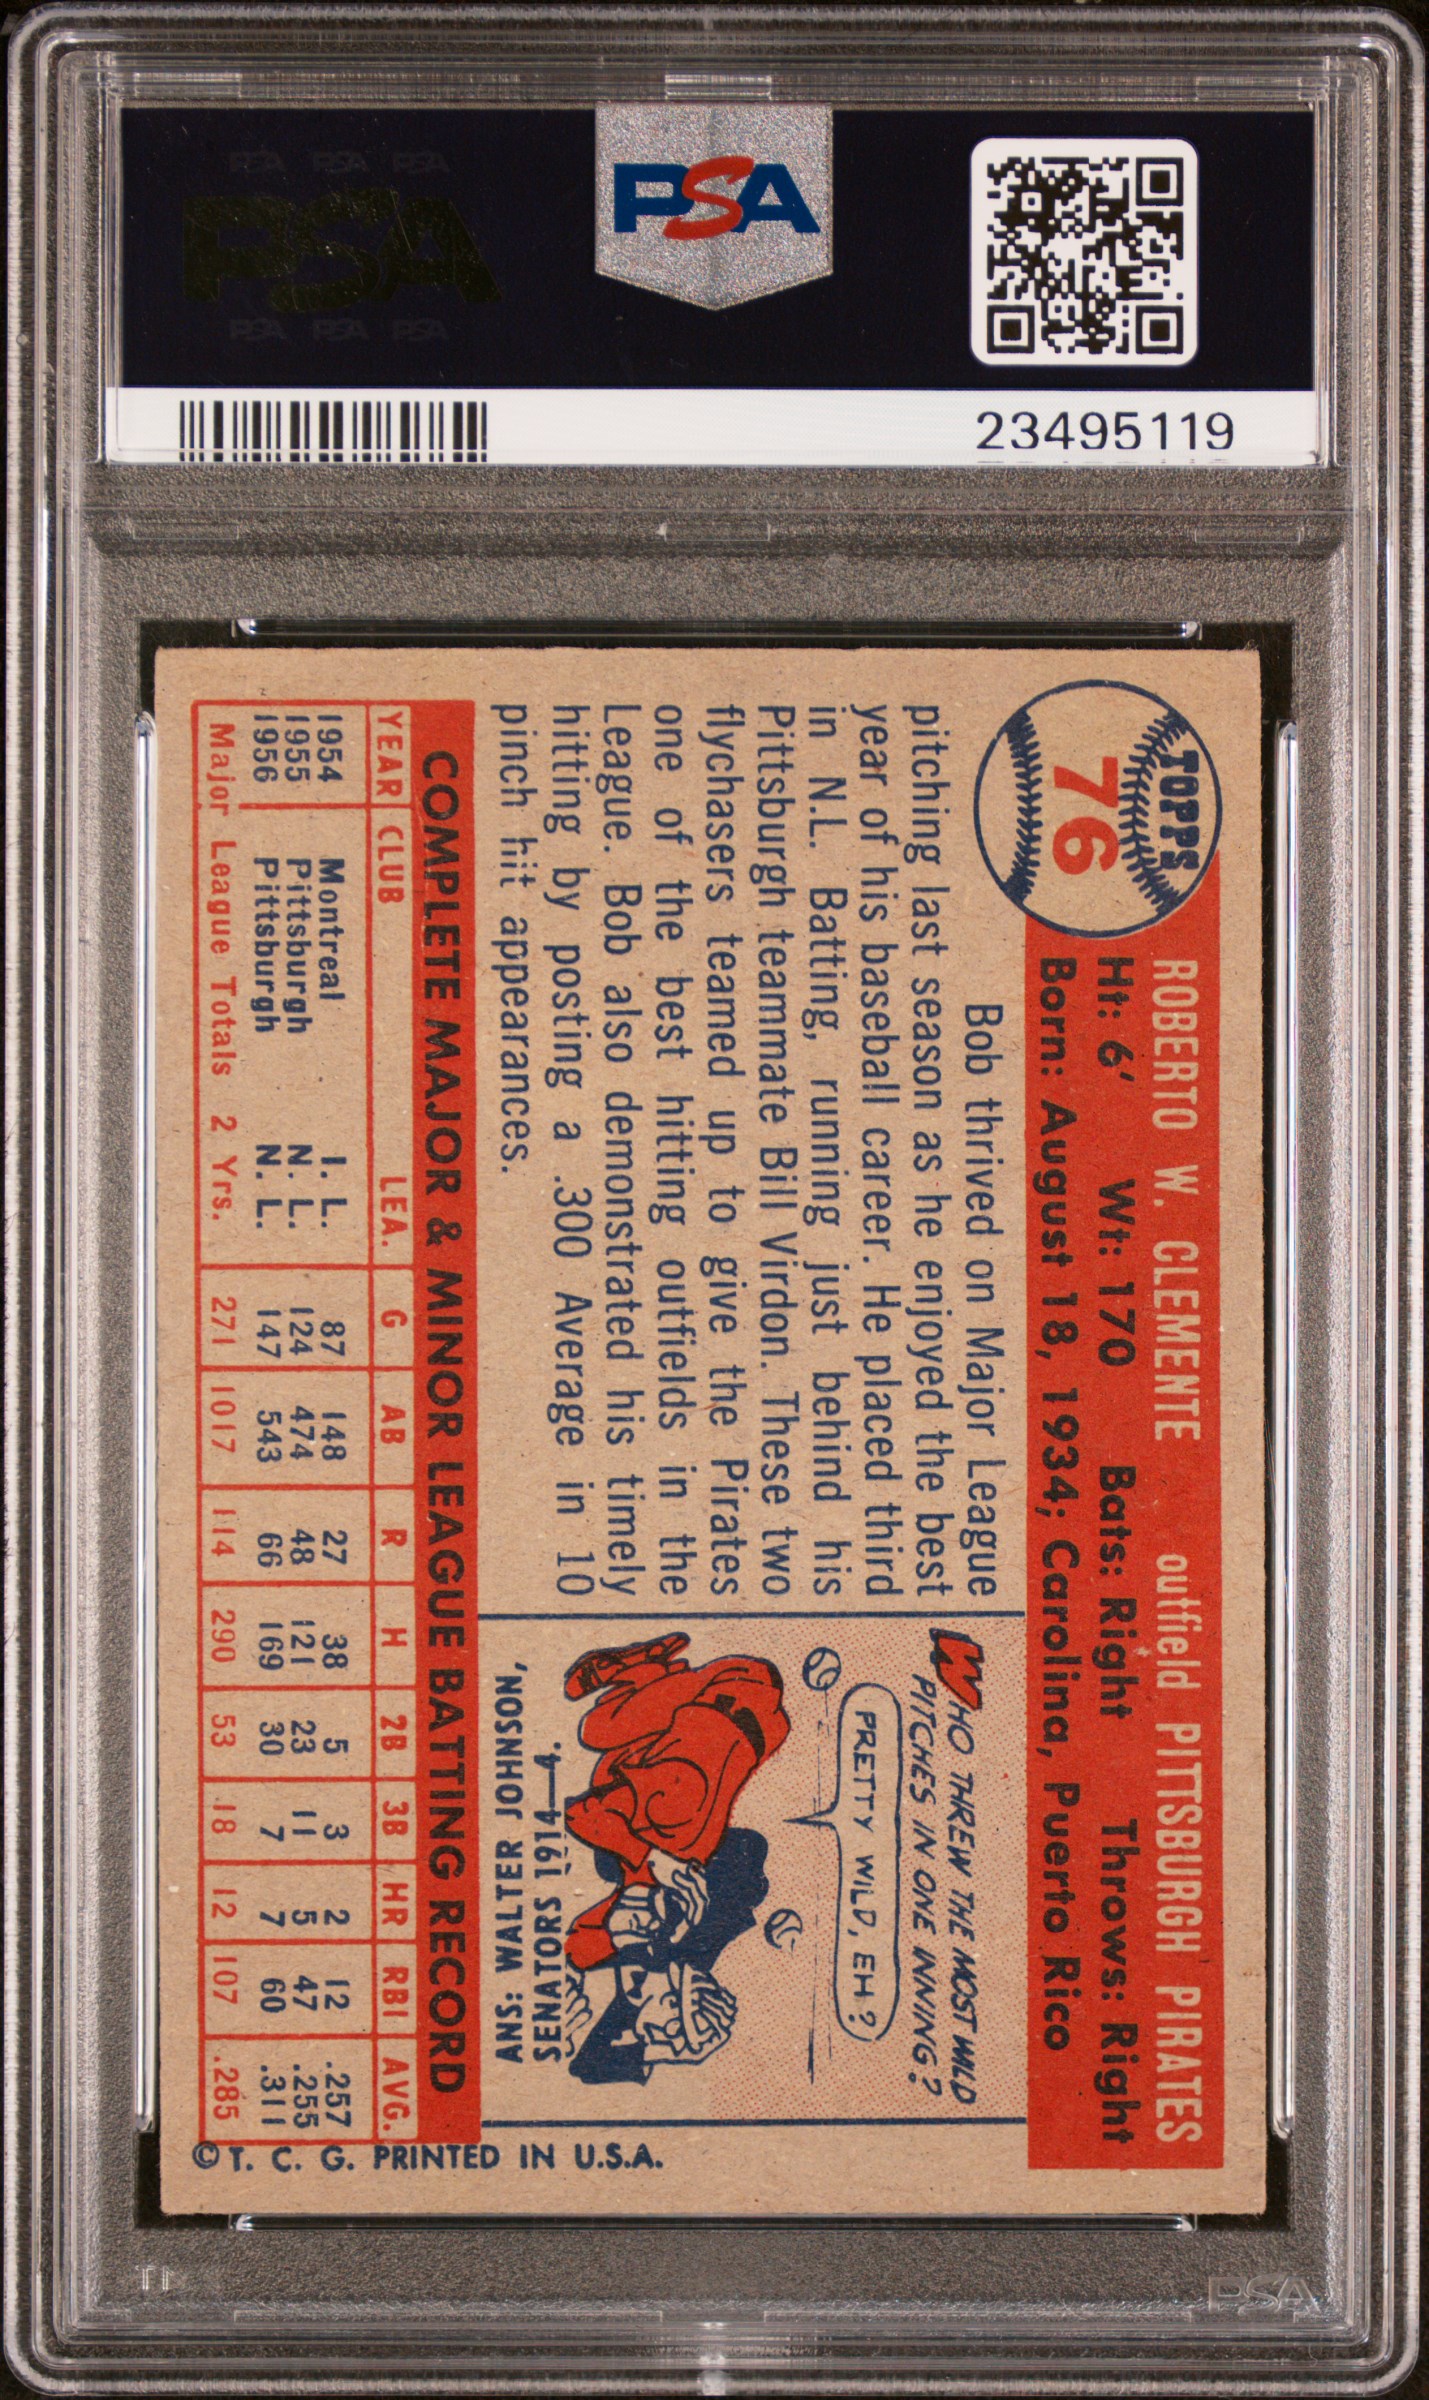 PSA
PSA PSA PSA
PSA
PSA PSA PSA
23495119
TOPPS
76
ROBERTO W. CLEMENTE outfield PITTSBURGH PIRATES
Ht: 6' Wt: 170 Bats: Right Throws: Right
Born: August 18, 1934; Carolina, Puerto Rico
Bob thrived on Major League
pitching last season as he enjoyed the best
year of his baseball career. He placed third
in N.L. Batting, running just behind his
Pittsburgh teammate Bill Virdon. These two
flychasers teamed up to give the Pirates
one of the best hitting outfields in the
League. Bob also demonstrated his timely
hitting by posting a .300 Average in 10
pinch hit appearances.
WHO THREW THE MOST WILD
PITCHES IN ONE INNING?
PRETTY WILD, EH?
ANS: WALTER JOHNSON,
SENATORS 1914—4.
COMPLETE MAJOR & MINOR LEAGUE BATTING RECORD
YEAR CLUB LEA. G AB R H 2B 3B HR RBI AVG.
1954 Montreal I. L. 87 148 27 38 5 3 2 12 .257
1955 Pittsburgh N. L. 124 474 48 121 23 11 5 47 .255
1956 Pittsburgh N. L. 147 543 66 169 30 7 7 60 .311
Major League Totals 2 Yrs. 271 1017 114 290 53 18 12 107 .285
© T. C. G. PRINTED IN U.S.A.
PSA